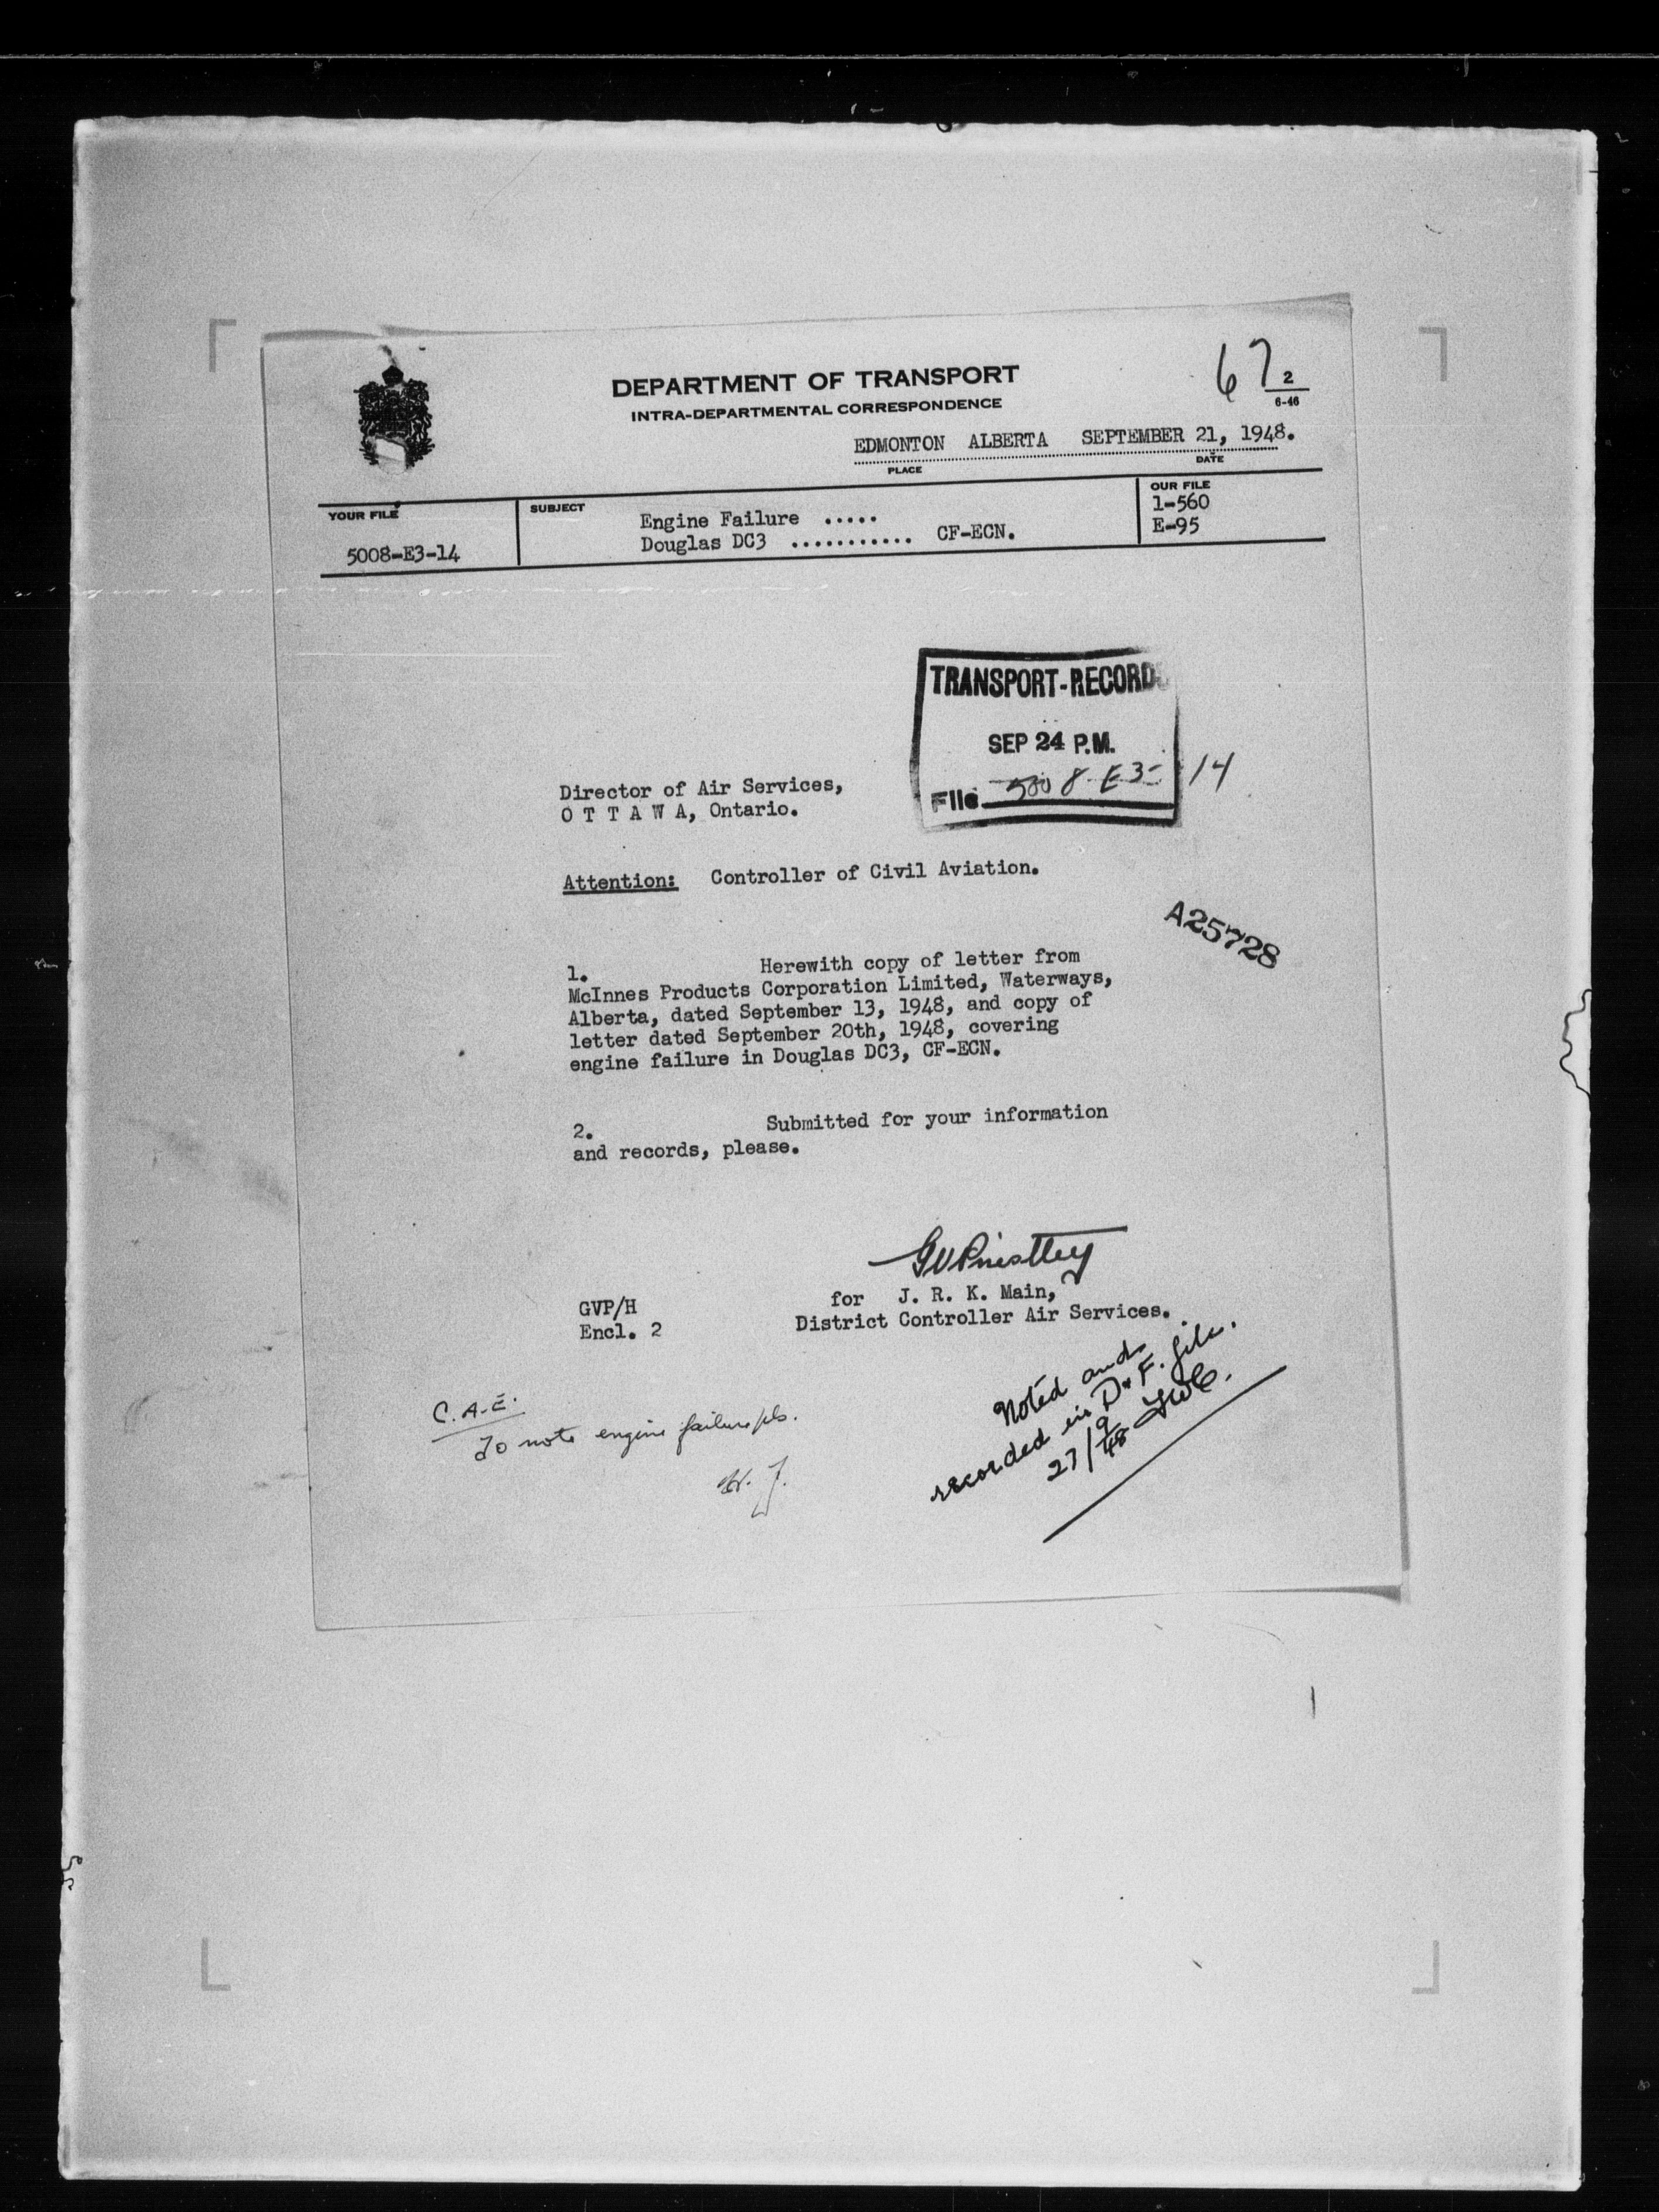 67
2
6-46
DEPARTMENT OF TRANSPORT
INTRA-DEPARTMENTAL CORRESPONDENCE
EDMONTON ALBERTA SEPTEMBER 21, 1948.
PLACE DATE
YOUR FILE
5008-E3-14
SUBJECT
Engine Failure .....
Douglas DC3 ........... CF-ECN.
OUR FILE
1-560
E-95
TRANSPORT-RECORDS
SEP 24 P.M.
File 5008-E3-14
Director of Air Services,
O T T A W A, Ontario.
Attention: Controller of Civil Aviation.
A25728
1. Herewith copy of letter from
McInnes Products Corporation Limited, Waterways,
Alberta, dated September 13, 1948, and copy of
letter dated September 20th, 1948, covering
engine failure in Douglas DC3, CF-ECN.
2. Submitted for your information
and records, please.
GVPriestley
for J. R. K. Main,
District Controller Air Services.
GVP/H
Encl. 2
C.A.E.
To note engine failure pls.
Noted and
recorded in D&F. file.
27/9/48